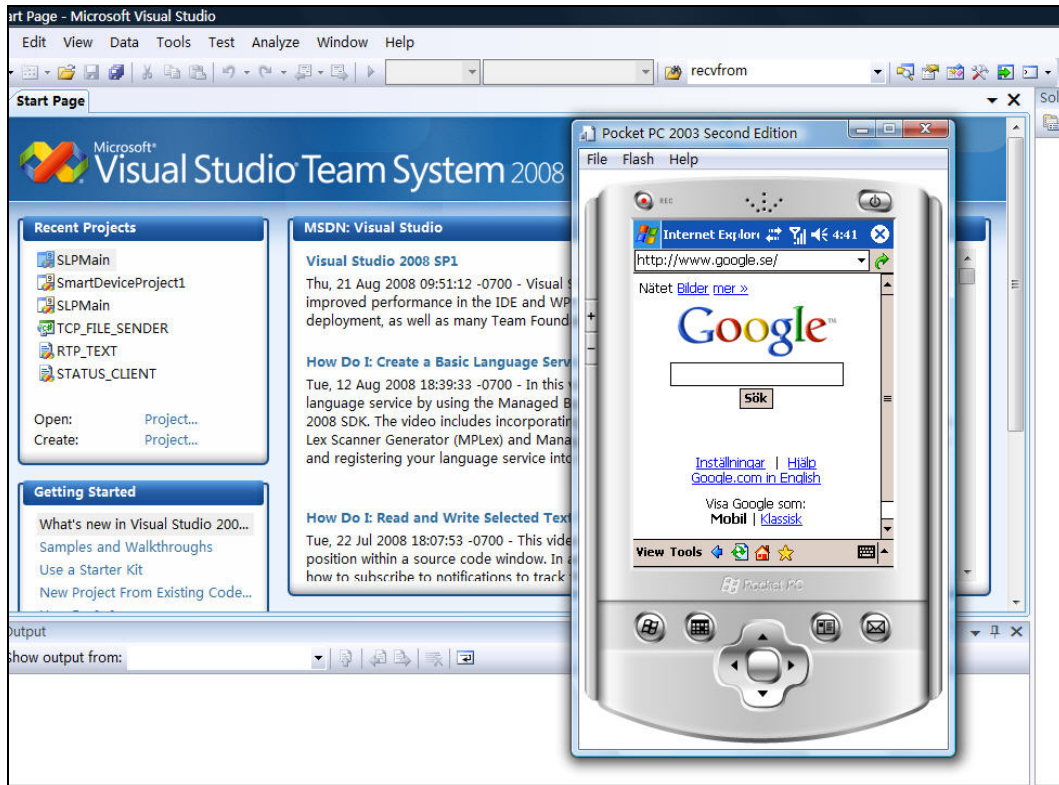 art Page - Microsoft Visual Studio
Edit View Data Tools Test Analyze Window Help
recvfrom
Start Page
Sol
Microsoft®
Visual Studio Team System 2008
Recent Projects
SLPMain
SmartDeviceProject1
SLPMain
TCP_FILE_SENDER
RTP_TEXT
STATUS_CLIENT
Open: Project...
Create: Project...
Getting Started
What's new in Visual Studio 200...
Samples and Walkthroughs
Use a Starter Kit
New Project From Existing Code...
MSDN: Visual Studio
Visual Studio 2008 SP1
Thu, 21 Aug 2008 09:51:12 -0700 - Visual S
improved performance in the IDE and WP
deployment, as well as many Team Found
How Do I: Create a Basic Language Serv
Tue, 12 Aug 2008 18:39:33 -0700 - In this
language service by using the Managed B
2008 SDK. The video includes incorporatin
Lex Scanner Generator (MPLex) and Mana
and registering your language service into
How Do I: Read and Write Selected Text
Tue, 22 Jul 2008 18:07:53 -0700 - This vide
position within a source code window. In a
how to subscribe to notifications to track
Output
Show output from:
Pocket PC 2003 Second Edition
File Flash Help
REC
Internet Explor 4:41
http://www.google.se/
Nätet Bilder mer »
Google™
Sök
Inställningar | Hjälp
Google.com in English
Visa Google som:
Mobil | Klassisk
View Tools
Pocket PC